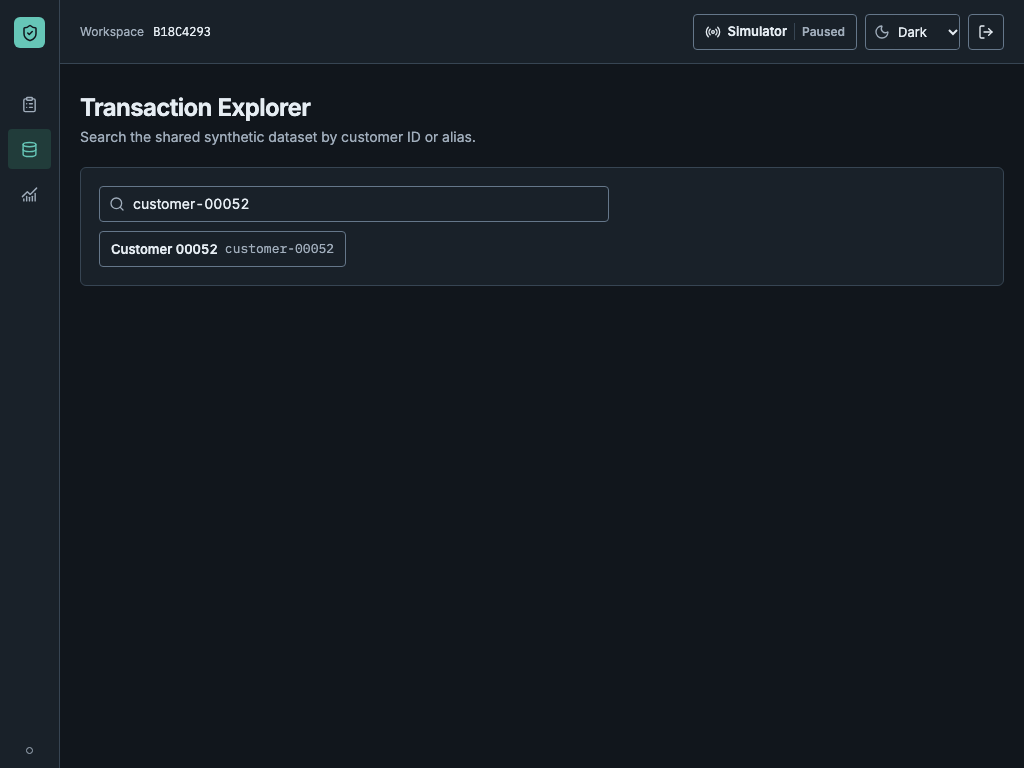 Workspace B18C4293
Simulator Paused
Dark
Transaction Explorer
Search the shared synthetic dataset by customer ID or alias.
customer-00052
Customer 00052 customer-00052